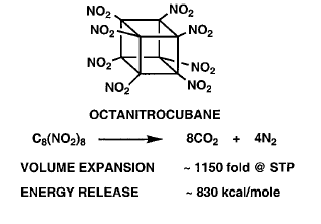 NO₂ NO₂
NO₂ NO₂
NO₂ NO₂
NO₂ NO₂
OCTANITROCUBANE
C₈(NO₂)₈ ⟶ 8CO₂ + 4N₂
VOLUME EXPANSION ~ 1150 fold @ STP
ENERGY RELEASE ~ 830 kcal/mole